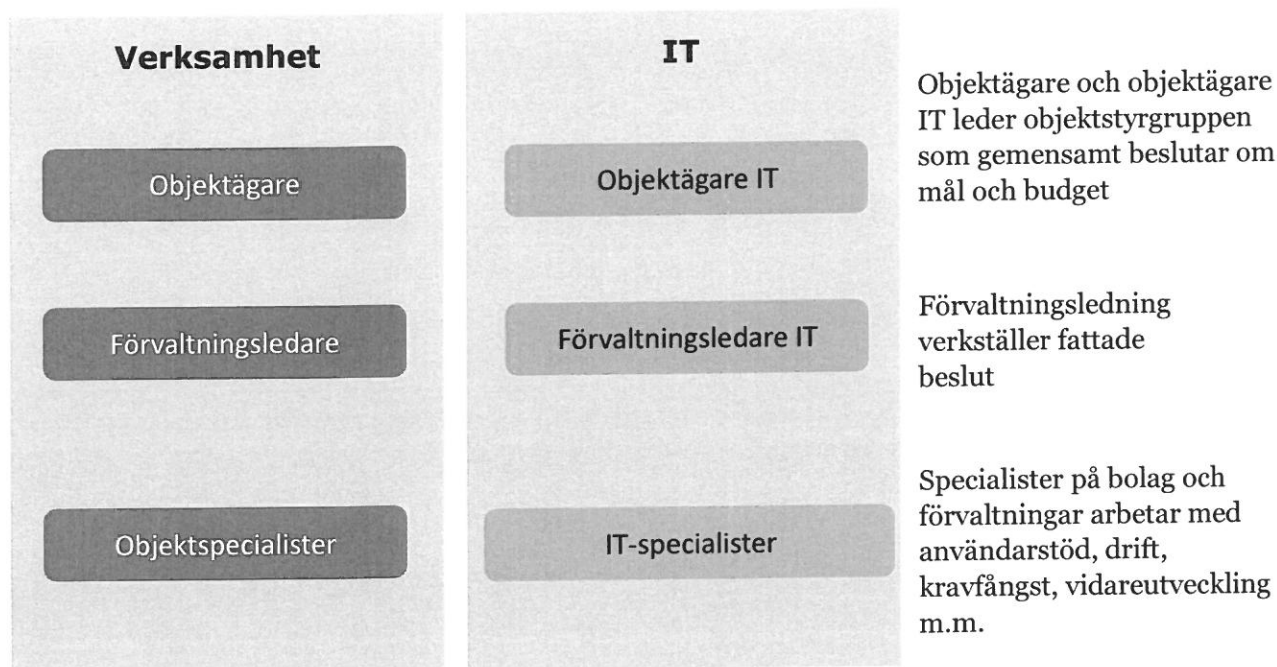 Verksamhet
IT
Objektägare
Objektägare IT
Objektägare och objektägare
IT leder objektstyrgruppen
som gemensamt beslutar om
mål och budget
Förvaltningsledare
Förvaltningsledare IT
Förvaltningsledning
verkställer fattade
beslut
Objektspecialister
IT-specialister
Specialister på bolag och
förvaltningar arbetar med
användarstöd, drift,
kravfångst, vidareutveckling
m.m.